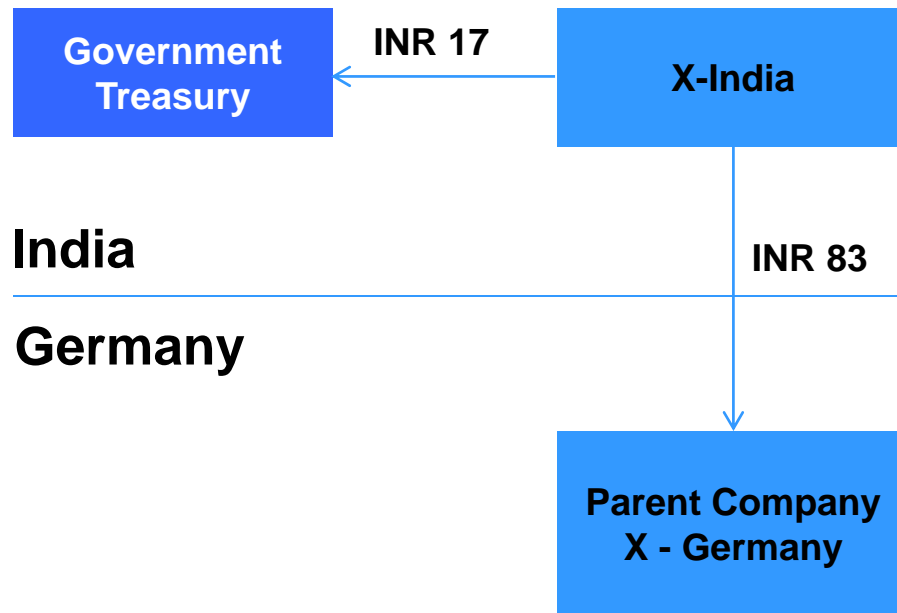 Government
Treasury
INR 17
X-India
India
INR 83
Germany
Parent Company
X - Germany